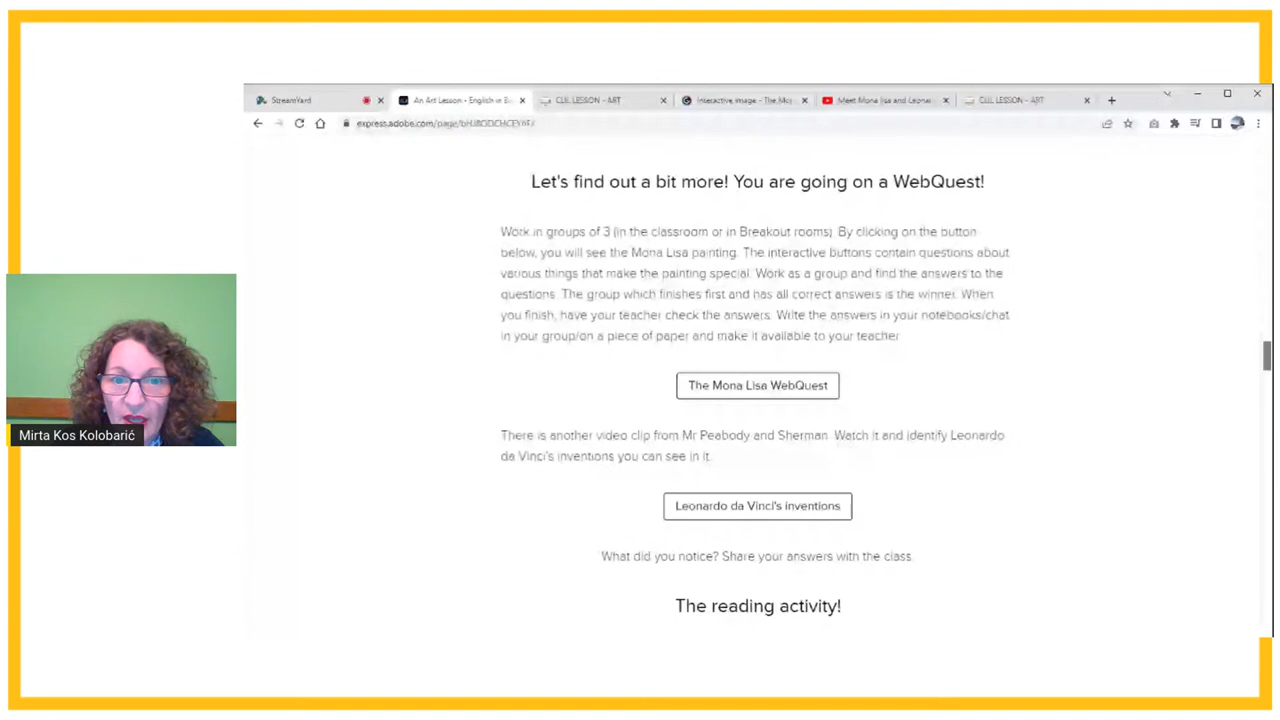 StreamYard
An Art Lesson - English in B
CLIL LESSON - ART
Interactive image - The Mo
Meet Mona lisa and Leona
CLIL LESSON - ART
Let's find out a bit more! You are going on a WebQuest!
Work in groups of 3 (in the classroom or in Breakout rooms). By clicking on the button
below, you will see the Mona Lisa painting. The interactive buttons contain questions about
various things that make the painting special. Work as a group and find the answers to the
questions. The group which finishes first and has all correct answers is the winner. When
you finish, have your teacher check the answers. Write the answers in your notebooks/chat
in your group/on a piece of paper and make it available to your teacher
The Mona Lisa WebQuest
There is another video clip from Mr Peabody and Sherman. Watch it and identify Leonardo
da Vinci's inventions you can see in it.
Leonardo da Vinci's inventions
What did you notice? Share your answers with the class.
The reading activity!
Mirta Kos Kolobarić